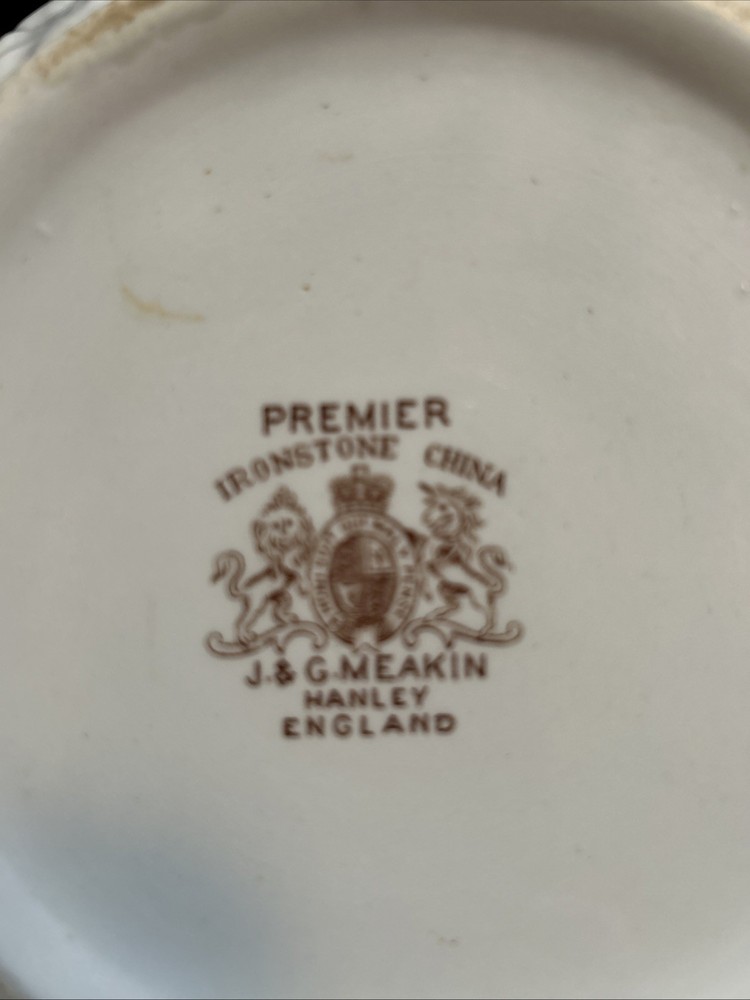 PREMIER
IRONSTONE CHINA
J.&G.MEAKIN
HANLEY
ENGLAND